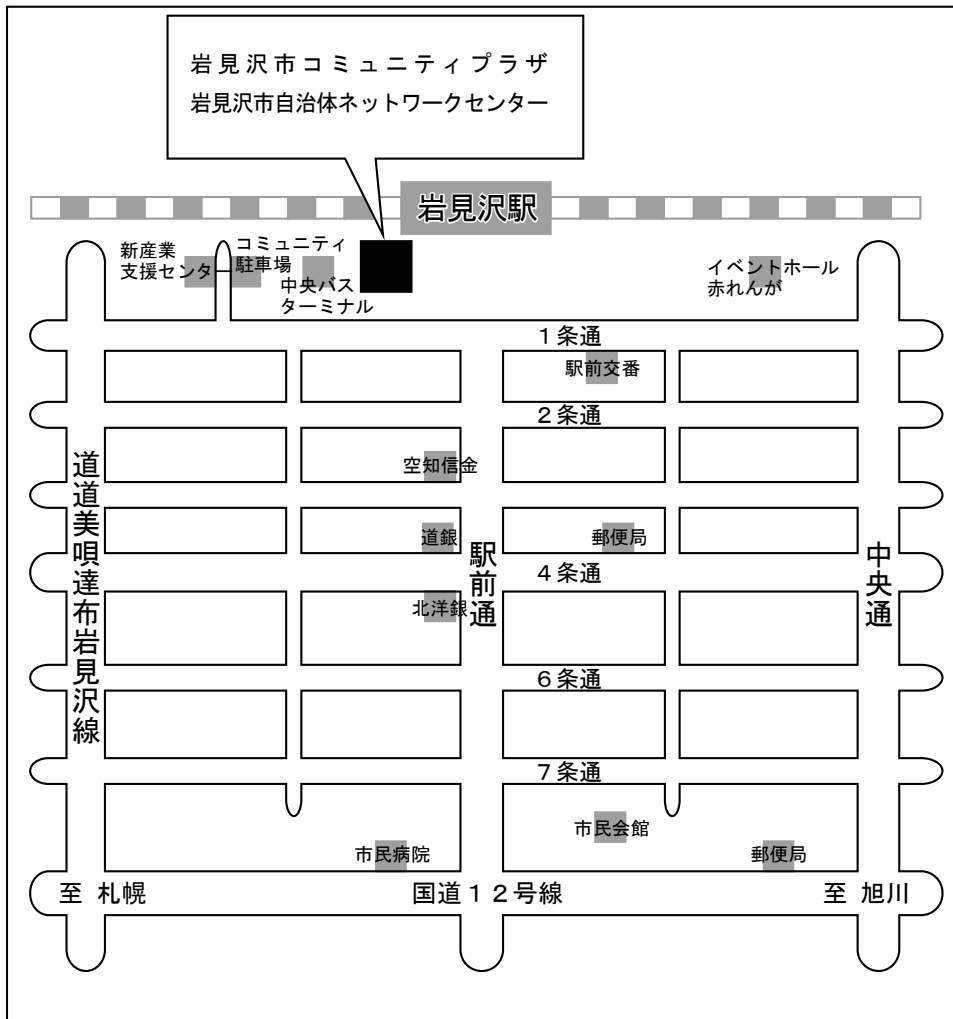 岩見沢市コミュニティプラザ
岩見沢市自治体ネットワークセンター
岩見沢駅
新産業
支援センター
コミュニティ
駐車場
中央バス
ターミナル
イベントホール
赤れんが
1条通
駅前交番
2条通
空知信金
道銀
郵便局
4条通
北洋銀
6条通
7条通
道道美唄達布岩見沢線
駅前通
中央通
市民会館
市民病院
郵便局
至 札幌
国道12号線
至 旭川